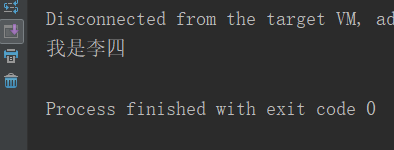 Disconnected from the target VM, ad
我是李四
Process finished with exit code 0